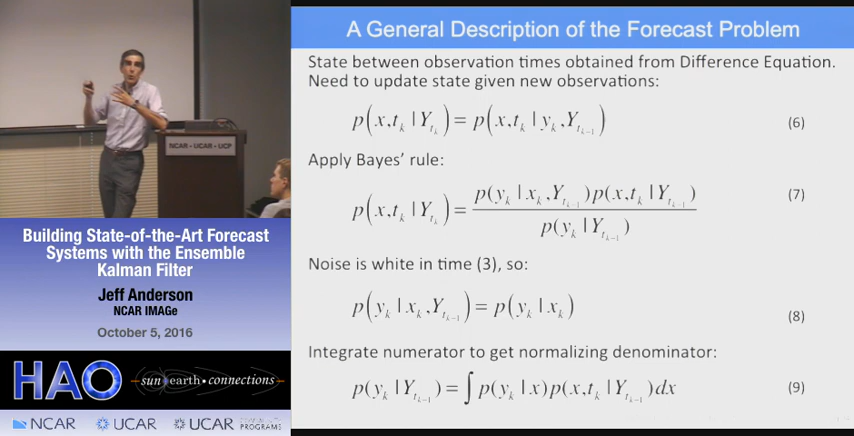 A General Description of the Forecast Problem
State between observation times obtained from Difference Equation.
Need to update state given new observations:
p(x,t_k | Y_{t_k}) = p(x,t_k | y_k, Y_{t_{k-1}}) (6)
Apply Bayes' rule:
p(x,t_k | Y_{t_k}) = \frac{p(y_k | x_k, Y_{t_{k-1}}) p(x,t_k | Y_{t_{k-1}})}{p(y_k | Y_{t_{k-1}})} (7)
Noise is white in time (3), so:
p(y_k | x_k, Y_{t_{k-1}}) = p(y_k | x_k) (8)
Integrate numerator to get normalizing denominator:
p(y_k | Y_{t_{k-1}}) = ∫ p(y_k | x) p(x,t_k | Y_{t_{k-1}}) dx (9)
NCAR • UCAR • UCP
Building State-of-the-Art Forecast
Systems with the Ensemble
Kalman Filter
Jeff Anderson
NCAR IMAGe
October 5, 2016
HAO
sun earth • connections
NCAR
UCAR
UCAR COMMUNITY PROGRAMS